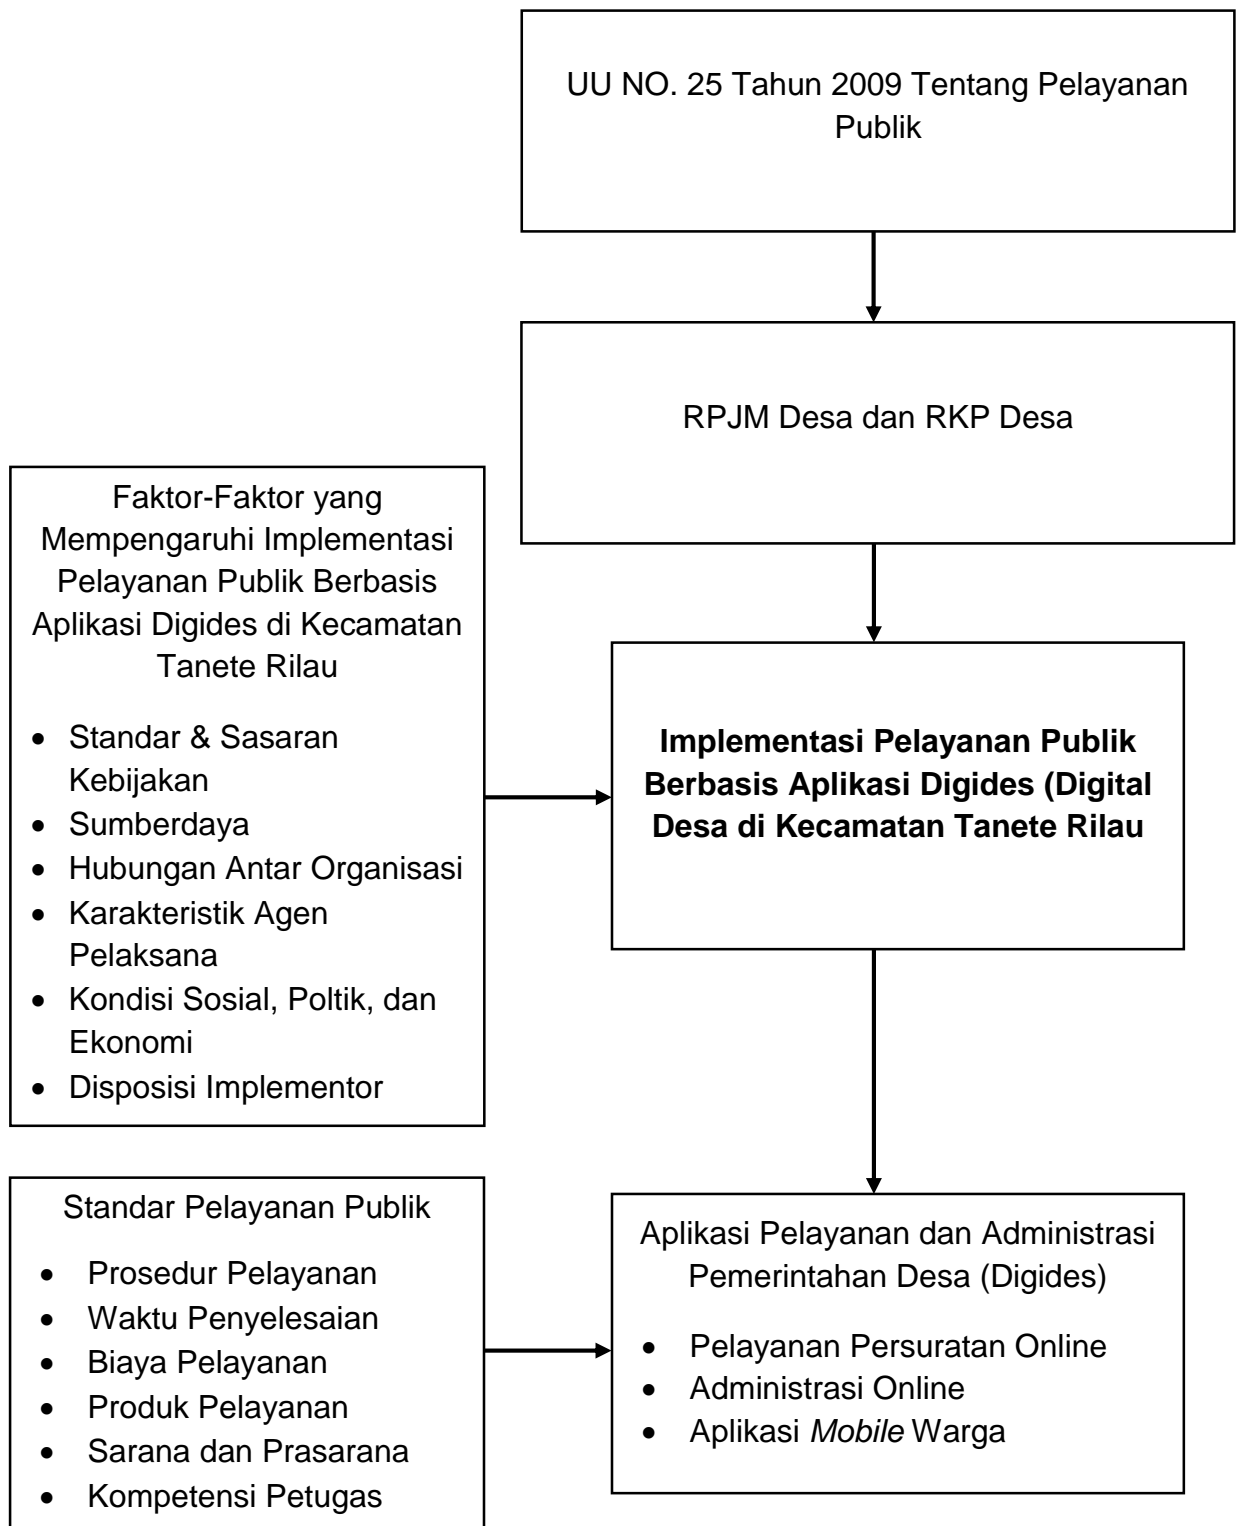 UU NO. 25 Tahun 2009 Tentang Pelayanan
Publik
RPJM Desa dan RKP Desa
Faktor-Faktor yang
Mempengaruhi Implementasi
Pelayanan Publik Berbasis
Aplikasi Digides di Kecamatan
Tanete Rilau
• Standar & Sasaran
Kebijakan
• Sumberdaya
• Hubungan Antar Organisasi
• Karakteristik Agen
Pelaksana
• Kondisi Sosial, Poltik, dan
Ekonomi
• Disposisi Implementor
Implementasi Pelayanan Publik
Berbasis Aplikasi Digides (Digital
Desa di Kecamatan Tanete Rilau
Standar Pelayanan Publik
• Prosedur Pelayanan
• Waktu Penyelesaian
• Biaya Pelayanan
• Produk Pelayanan
• Sarana dan Prasarana
• Kompetensi Petugas
Aplikasi Pelayanan dan Administrasi
Pemerintahan Desa (Digides)
• Pelayanan Persuratan Online
• Administrasi Online
• Aplikasi Mobile Warga